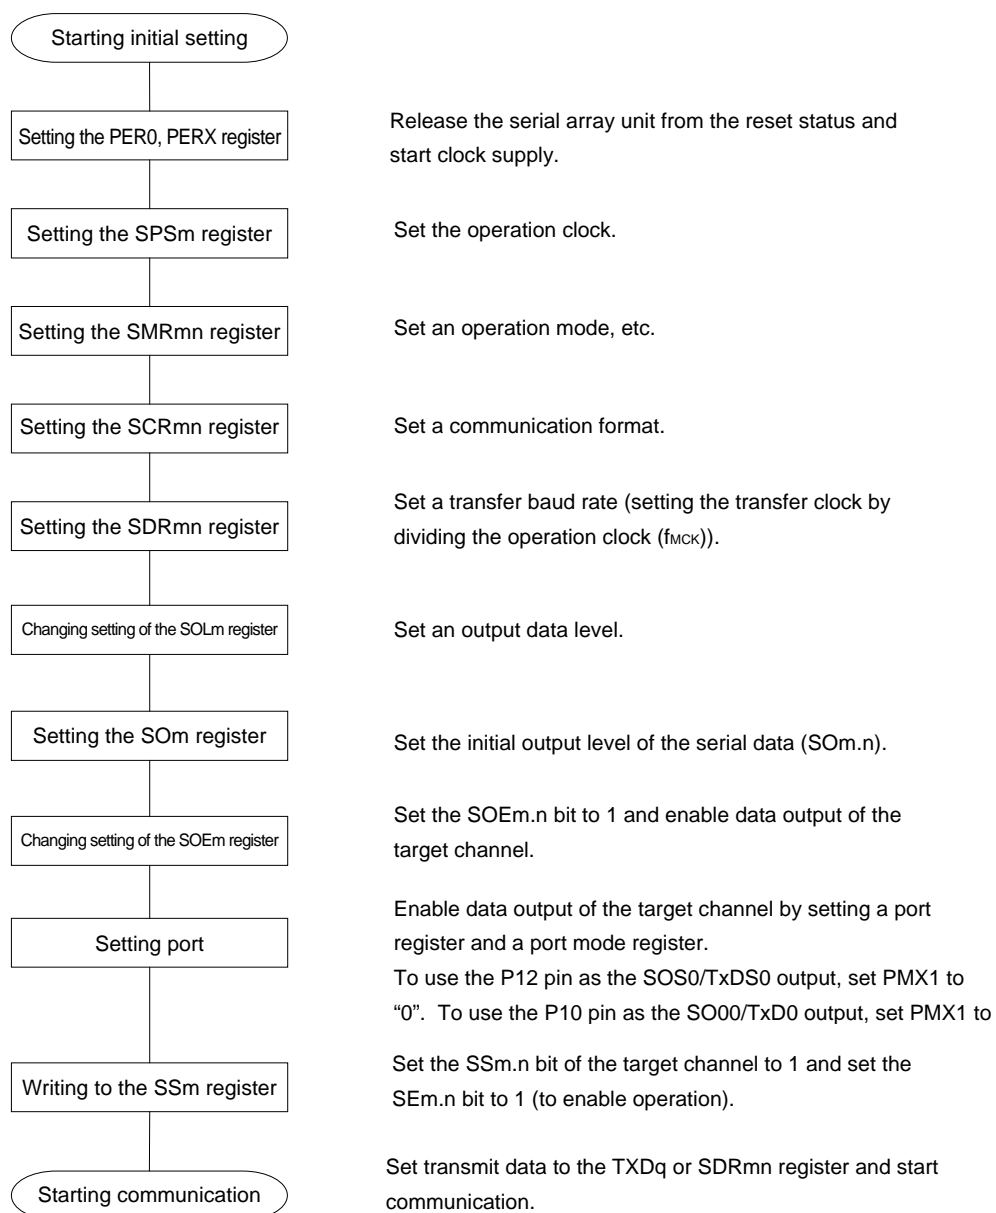 Starting initial setting
Setting the PER0, PERX register
Release the serial array unit from the reset status and
start clock supply.
Setting the SPSm register
Set the operation clock.
Setting the SMRmn register
Set an operation mode, etc.
Setting the SCRmn register
Set a communication format.
Setting the SDRmn register
Set a transfer baud rate (setting the transfer clock by
dividing the operation clock (fMCK)).
Changing setting of the SOLm register
Set an output data level.
Setting the SOm register
Set the initial output level of the serial data (SOm.n).
Changing setting of the SOEm register
Set the SOEm.n bit to 1 and enable data output of the
target channel.
Setting port
Enable data output of the target channel by setting a port
register and a port mode register.
To use the P12 pin as the SOS0/TxDS0 output, set PMX1 to
“0”.  To use the P10 pin as the SO00/TxD0 output, set PMX1 to
Writing to the SSm register
Set the SSm.n bit of the target channel to 1 and set the
SEm.n bit to 1 (to enable operation).
Starting communication
Set transmit data to the TXDq or SDRmn register and start
communication.